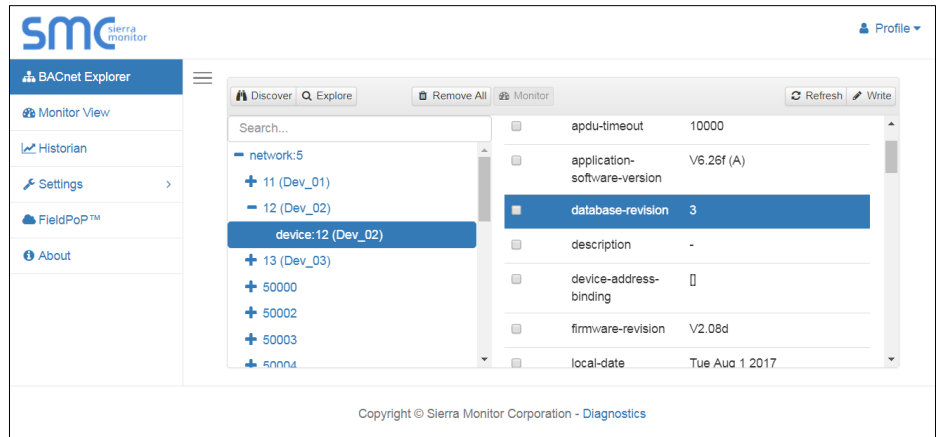 SMC sierra monitor
Profile
BACnet Explorer
Monitor View
Historian
Settings
FieldPoP™
About
Discover Explore Remove All Monitor Refresh Write
Search...
network:5
11 (Dev_01)
12 (Dev_02)
device:12 (Dev_02)
13 (Dev_03)
50000
50002
50003
50004
apdu-timeout 10000
application-
software-version V6.26f (A)
database-revision 3
description -
device-address-
binding []
firmware-revision V2.08d
local-date Tue Aug 1 2017
Copyright © Sierra Monitor Corporation - Diagnostics